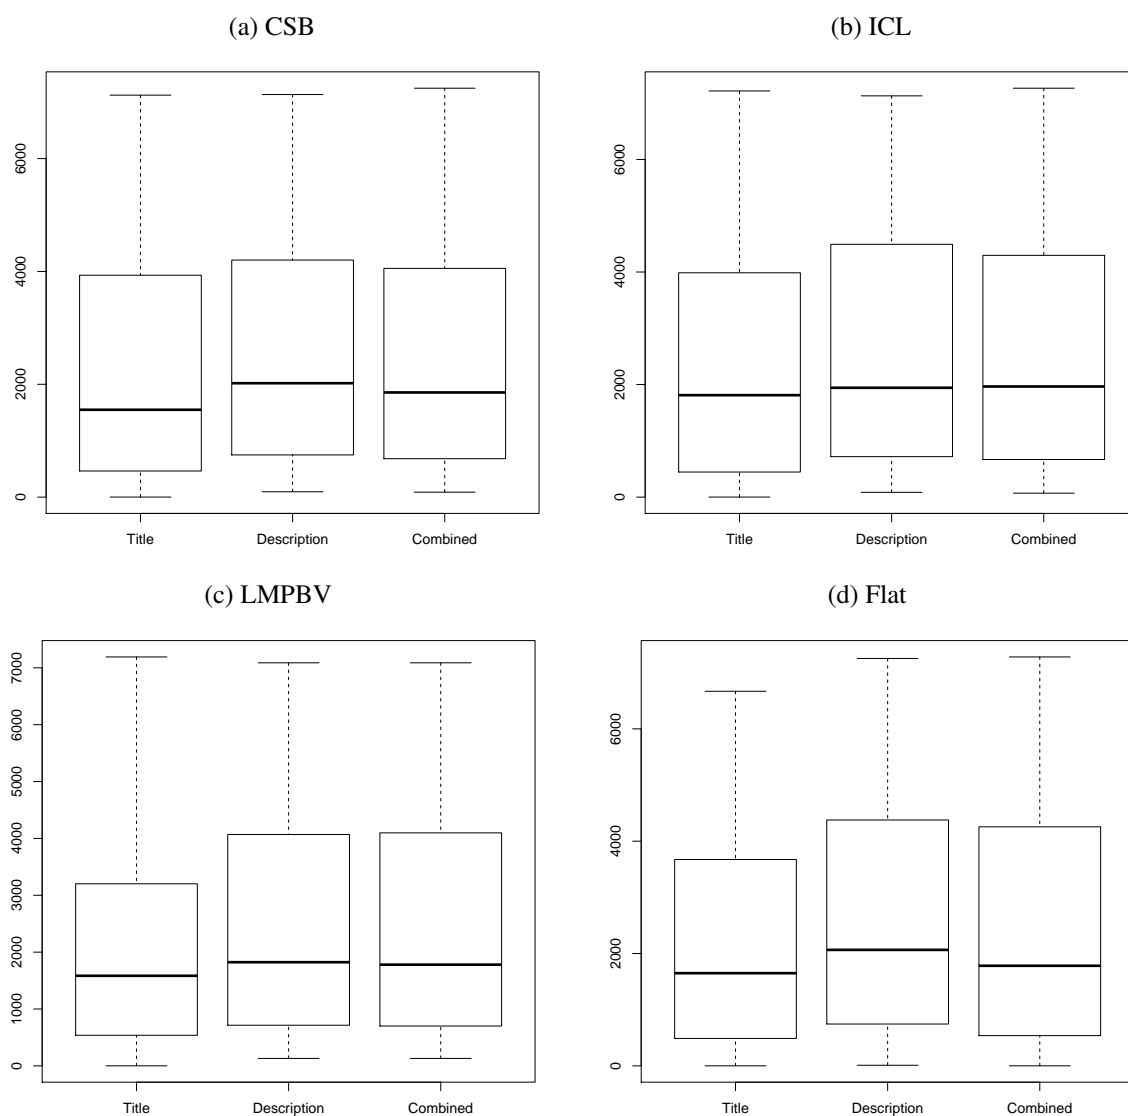 (a) CSB
0
2000
4000
6000
Title
Description
Combined
(b) ICL
0
2000
4000
6000
Title
Description
Combined
(c) LMPBV
0
1000
2000
3000
4000
5000
6000
7000
Title
Description
Combined
(d) Flat
0
2000
4000
6000
Title
Description
Combined